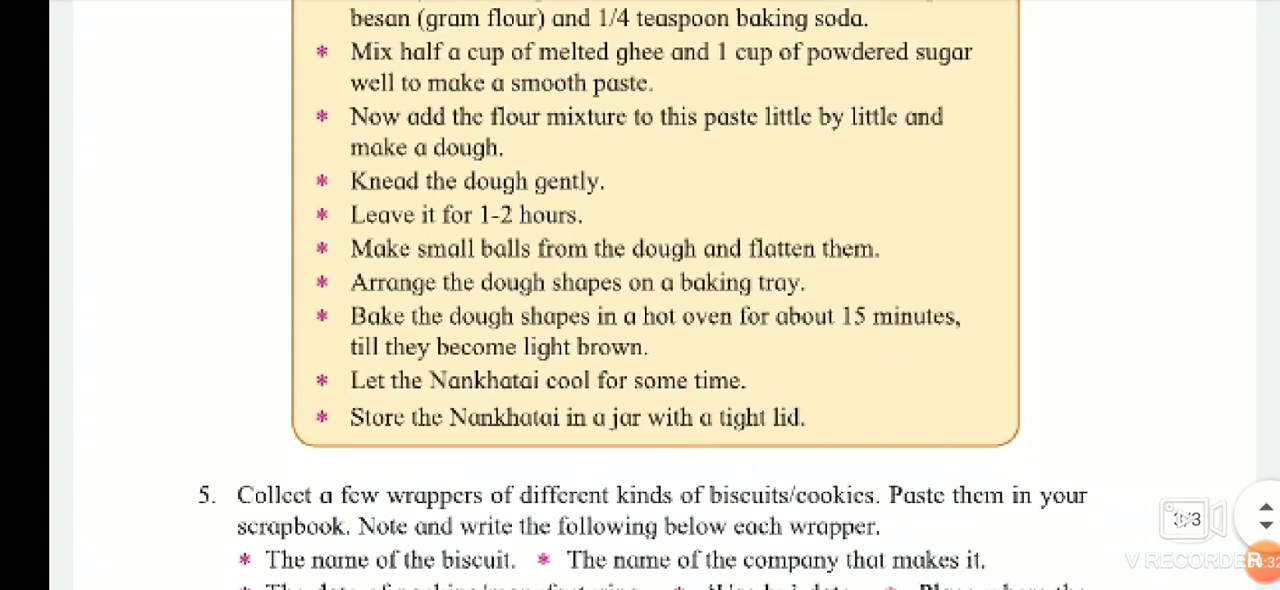 besan (gram flour) and 1/4 teaspoon baking soda.
* Mix half a cup of melted ghee and 1 cup of powdered sugar
well to make a smooth paste.
* Now add the flour mixture to this paste little by little and
make a dough.
* Knead the dough gently.
* Leave it for 1-2 hours.
* Make small balls from the dough and flatten them.
* Arrange the dough shapes on a baking tray.
* Bake the dough shapes in a hot oven for about 15 minutes,
till they become light brown.
* Let the Nankhatai cool for some time.
* Store the Nankhatai in a jar with a tight lid.
5. Collect a few wrappers of different kinds of biscuits/cookies. Paste them in your
scrapbook. Note and write the following below each wrapper.
* The name of the biscuit. * The name of the company that makes it.
V RECORDER